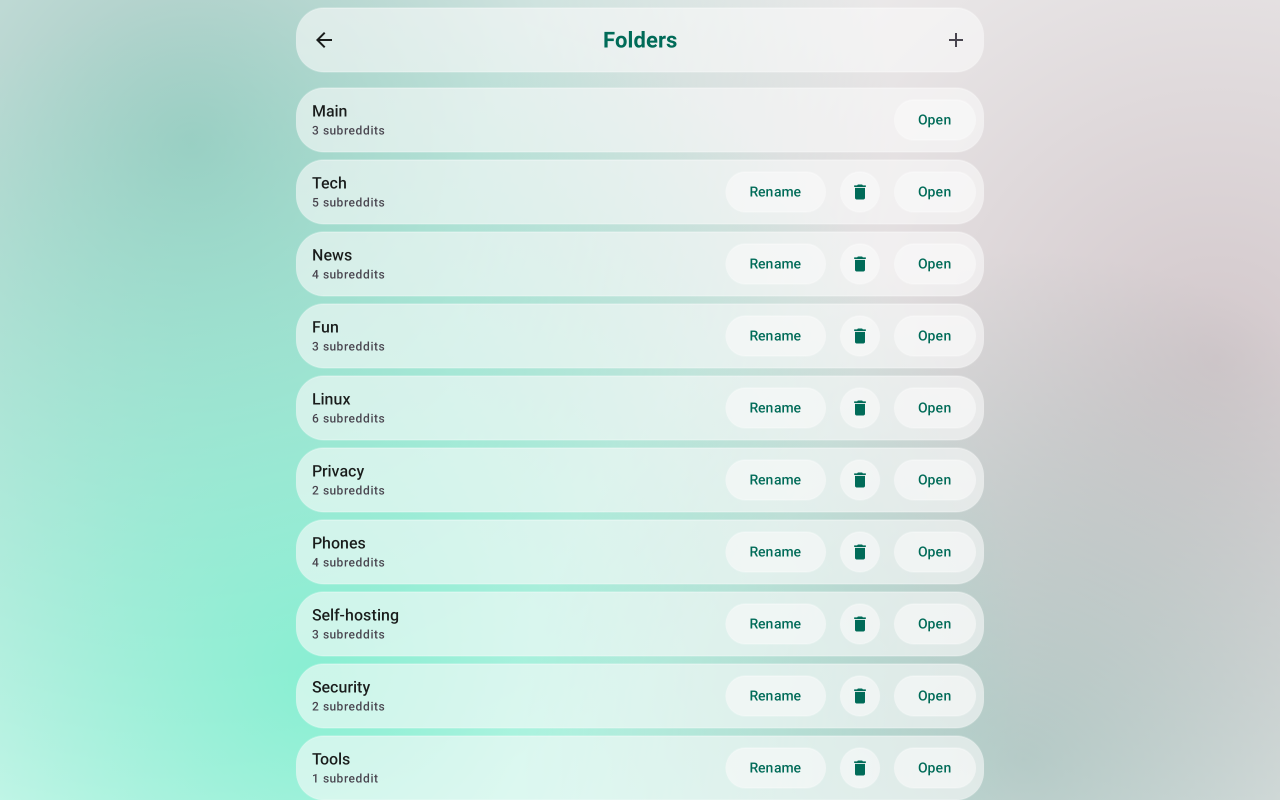 Folders
Main
3 subreddits
Open
Tech
5 subreddits
Rename
Open
News
4 subreddits
Rename
Open
Fun
3 subreddits
Rename
Open
Linux
6 subreddits
Rename
Open
Privacy
2 subreddits
Rename
Open
Phones
4 subreddits
Rename
Open
Self-hosting
3 subreddits
Rename
Open
Security
2 subreddits
Rename
Open
Tools
1 subreddit
Rename
Open